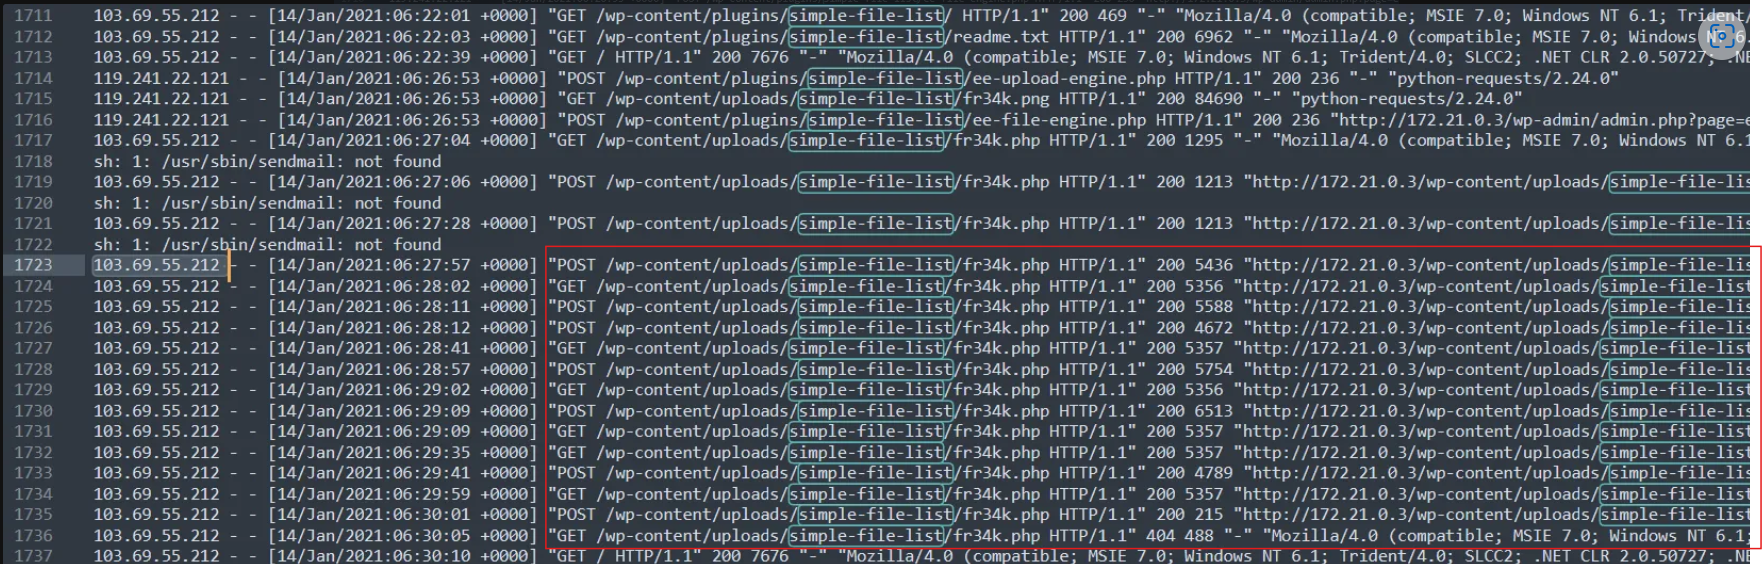 1711 103.69.55.212 - - [14/Jan/2021:06:22:01 +0000] "GET /wp-content/plugins/simple-file-list/ HTTP/1.1" 200 469 "-" "Mozilla/4.0 (compatible; MSIE 7.0; Windows NT 6.1; Trident/
1712 103.69.55.212 - - [14/Jan/2021:06:22:03 +0000] "GET /wp-content/plugins/simple-file-list/readme.txt HTTP/1.1" 200 6962 "-" "Mozilla/4.0 (compatible; MSIE 7.0; Windows NT 6.1;
1713 103.69.55.212 - - [14/Jan/2021:06:22:39 +0000] "GET / HTTP/1.1" 200 7676 "-" "Mozilla/4.0 (compatible; MSIE 7.0; Windows NT 6.1; Trident/4.0; SLCC2; .NET CLR 2.0.50727; .NE
1714 119.241.22.121 - - [14/Jan/2021:06:26:53 +0000] "POST /wp-content/plugins/simple-file-list/ee-upload-engine.php HTTP/1.1" 200 236 "-" "python-requests/2.24.0"
1715 119.241.22.121 - - [14/Jan/2021:06:26:53 +0000] "GET /wp-content/uploads/simple-file-list/fr34k.png HTTP/1.1" 200 84690 "-" "python-requests/2.24.0"
1716 119.241.22.121 - - [14/Jan/2021:06:26:53 +0000] "POST /wp-content/plugins/simple-file-list/ee-file-engine.php HTTP/1.1" 200 236 "http://172.21.0.3/wp-admin/admin.php?page=e
1717 103.69.55.212 - - [14/Jan/2021:06:27:04 +0000] "GET /wp-content/uploads/simple-file-list/fr34k.php HTTP/1.1" 200 1295 "-" "Mozilla/4.0 (compatible; MSIE 7.0; Windows NT 6.1
1718 sh: 1: /usr/sbin/sendmail: not found
1719 103.69.55.212 - - [14/Jan/2021:06:27:06 +0000] "POST /wp-content/uploads/simple-file-list/fr34k.php HTTP/1.1" 200 1213 "http://172.21.0.3/wp-content/uploads/simple-file-lis
1720 sh: 1: /usr/sbin/sendmail: not found
1721 103.69.55.212 - - [14/Jan/2021:06:27:28 +0000] "POST /wp-content/uploads/simple-file-list/fr34k.php HTTP/1.1" 200 1213 "http://172.21.0.3/wp-content/uploads/simple-file-lis
1722 sh: 1: /usr/sbin/sendmail: not found
1723 103.69.55.212 - - [14/Jan/2021:06:27:57 +0000] "POST /wp-content/uploads/simple-file-list/fr34k.php HTTP/1.1" 200 5436 "http://172.21.0.3/wp-content/uploads/simple-file-lis
1724 103.69.55.212 - - [14/Jan/2021:06:28:02 +0000] "GET /wp-content/uploads/simple-file-list/fr34k.php HTTP/1.1" 200 5356 "http://172.21.0.3/wp-content/uploads/simple-file-list
1725 103.69.55.212 - - [14/Jan/2021:06:28:11 +0000] "POST /wp-content/uploads/simple-file-list/fr34k.php HTTP/1.1" 200 5588 "http://172.21.0.3/wp-content/uploads/simple-file-lis
1726 103.69.55.212 - - [14/Jan/2021:06:28:12 +0000] "POST /wp-content/uploads/simple-file-list/fr34k.php HTTP/1.1" 200 4672 "http://172.21.0.3/wp-content/uploads/simple-file-lis
1727 103.69.55.212 - - [14/Jan/2021:06:28:41 +0000] "GET /wp-content/uploads/simple-file-list/fr34k.php HTTP/1.1" 200 5357 "http://172.21.0.3/wp-content/uploads/simple-file-list
1728 103.69.55.212 - - [14/Jan/2021:06:28:57 +0000] "POST /wp-content/uploads/simple-file-list/fr34k.php HTTP/1.1" 200 5754 "http://172.21.0.3/wp-content/uploads/simple-file-lis
1729 103.69.55.212 - - [14/Jan/2021:06:29:02 +0000] "GET /wp-content/uploads/simple-file-list/fr34k.php HTTP/1.1" 200 5356 "http://172.21.0.3/wp-content/uploads/simple-file-list
1730 103.69.55.212 - - [14/Jan/2021:06:29:09 +0000] "POST /wp-content/uploads/simple-file-list/fr34k.php HTTP/1.1" 200 6513 "http://172.21.0.3/wp-content/uploads/simple-file-lis
1731 103.69.55.212 - - [14/Jan/2021:06:29:09 +0000] "GET /wp-content/uploads/simple-file-list/fr34k.php HTTP/1.1" 200 5357 "http://172.21.0.3/wp-content/uploads/simple-file-list
1732 103.69.55.212 - - [14/Jan/2021:06:29:35 +0000] "GET /wp-content/uploads/simple-file-list/fr34k.php HTTP/1.1" 200 5357 "http://172.21.0.3/wp-content/uploads/simple-file-list
1733 103.69.55.212 - - [14/Jan/2021:06:29:41 +0000] "POST /wp-content/uploads/simple-file-list/fr34k.php HTTP/1.1" 200 4789 "http://172.21.0.3/wp-content/uploads/simple-file-lis
1734 103.69.55.212 - - [14/Jan/2021:06:29:59 +0000] "GET /wp-content/uploads/simple-file-list/fr34k.php HTTP/1.1" 200 5357 "http://172.21.0.3/wp-content/uploads/simple-file-list
1735 103.69.55.212 - - [14/Jan/2021:06:30:01 +0000] "POST /wp-content/uploads/simple-file-list/fr34k.php HTTP/1.1" 200 215 "http://172.21.0.3/wp-content/uploads/simple-file-list
1736 103.69.55.212 - - [14/Jan/2021:06:30:05 +0000] "GET /wp-content/uploads/simple-file-list/fr34k.php HTTP/1.1" 404 488 "-" "Mozilla/4.0 (compatible; MSIE 7.0; Windows NT 6.1;
1737 103.69.55.212 - - [14/Jan/2021:06:30:10 +0000] "GET / HTTP/1.1" 200 7676 "-" "Mozilla/4.0 (compatible; MSIE 7.0; Windows NT 6.1; Trident/4.0; SLCC2; .NET CLR 2.0.50727; .NE